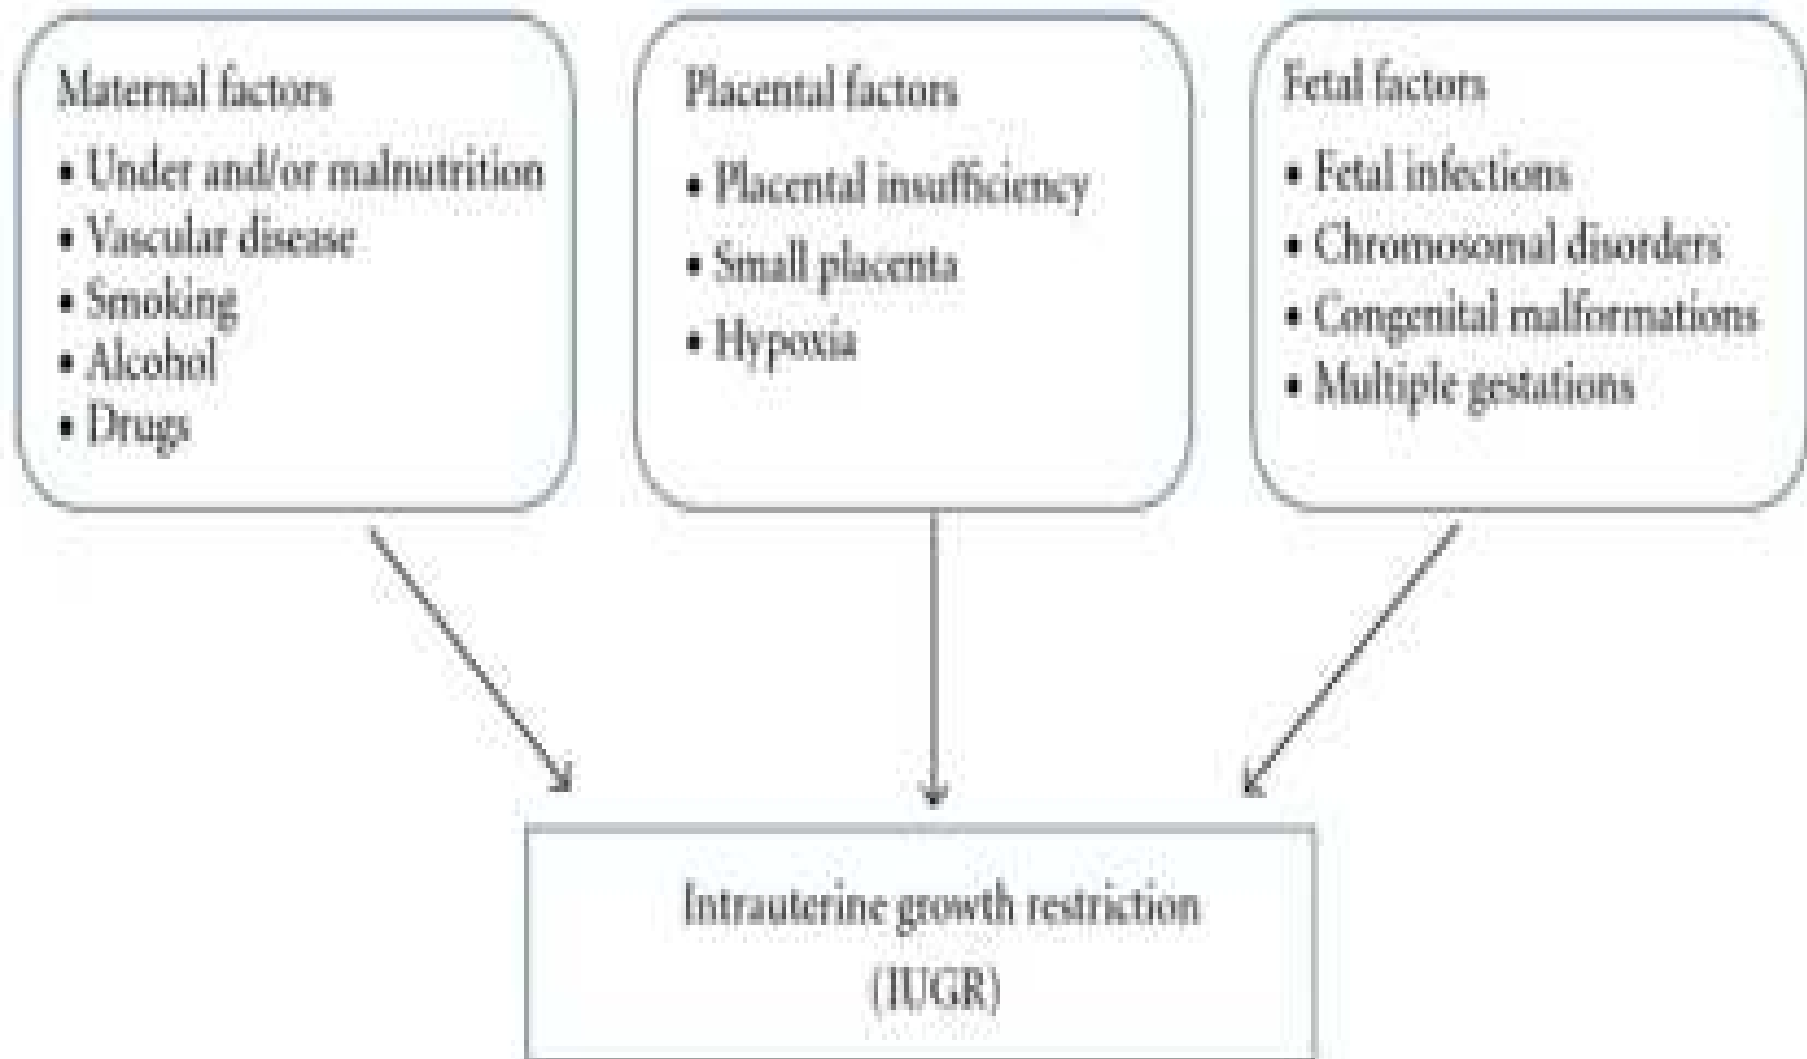 Maternal factors
• Under and/or malnutrition
• Vascular disease
• Smoking
• Alcohol
• Drugs
Placental factors
• Placental insufficiency
• Small placenta
• Hypoxia
Fetal factors
• Fetal infections
• Chromosomal disorders
• Congenital malformations
• Multiple gestations
Intrauterine growth restriction
(IUGR)